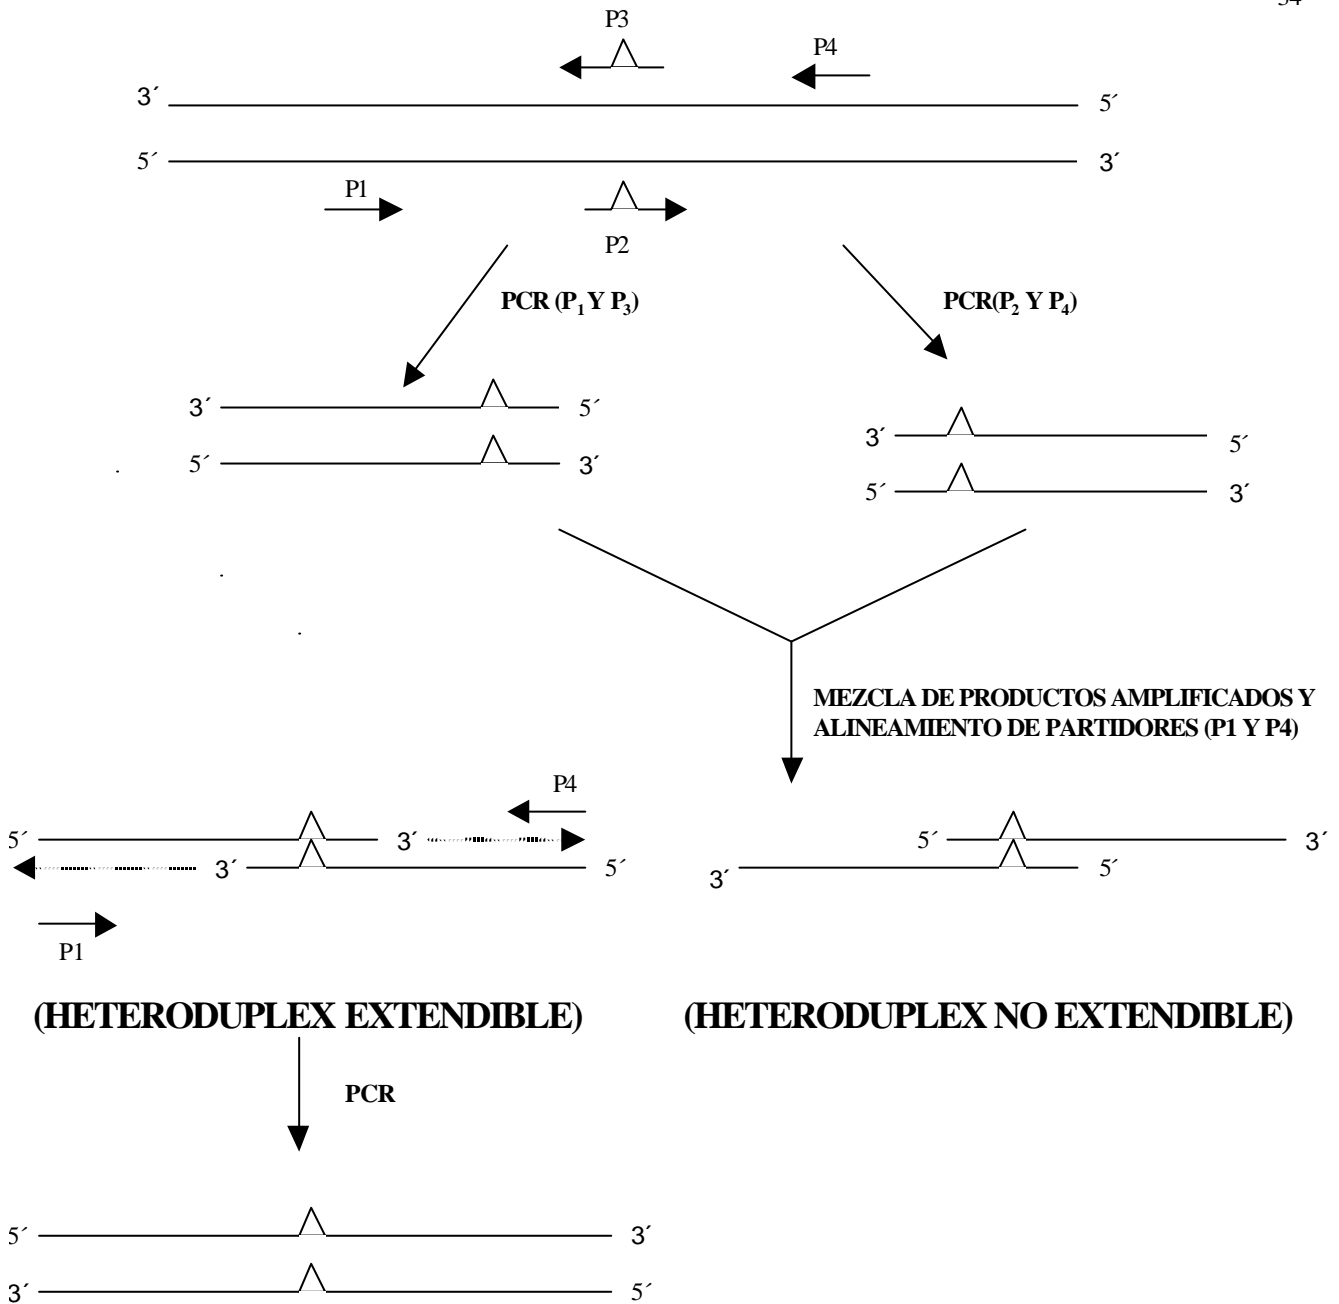 34
P3
P4
3´ 5´
5´ 3´
P1
P2
PCR (P1 Y P3)
PCR(P2 Y P4)
3´ 5´
5´ 3´
3´ 5´
5´ 3´
MEZCLA DE PRODUCTOS AMPLIFICADOS Y
ALINEAMIENTO DE PARTIDORES (P1 Y P4)
P4
5´ 3´
3´ 5´
P1
5´ 3´
3´ 5´
(HETERODUPLEX EXTENDIBLE)
(HETERODUPLEX NO EXTENDIBLE)
PCR
5´ 3´
3´ 5´